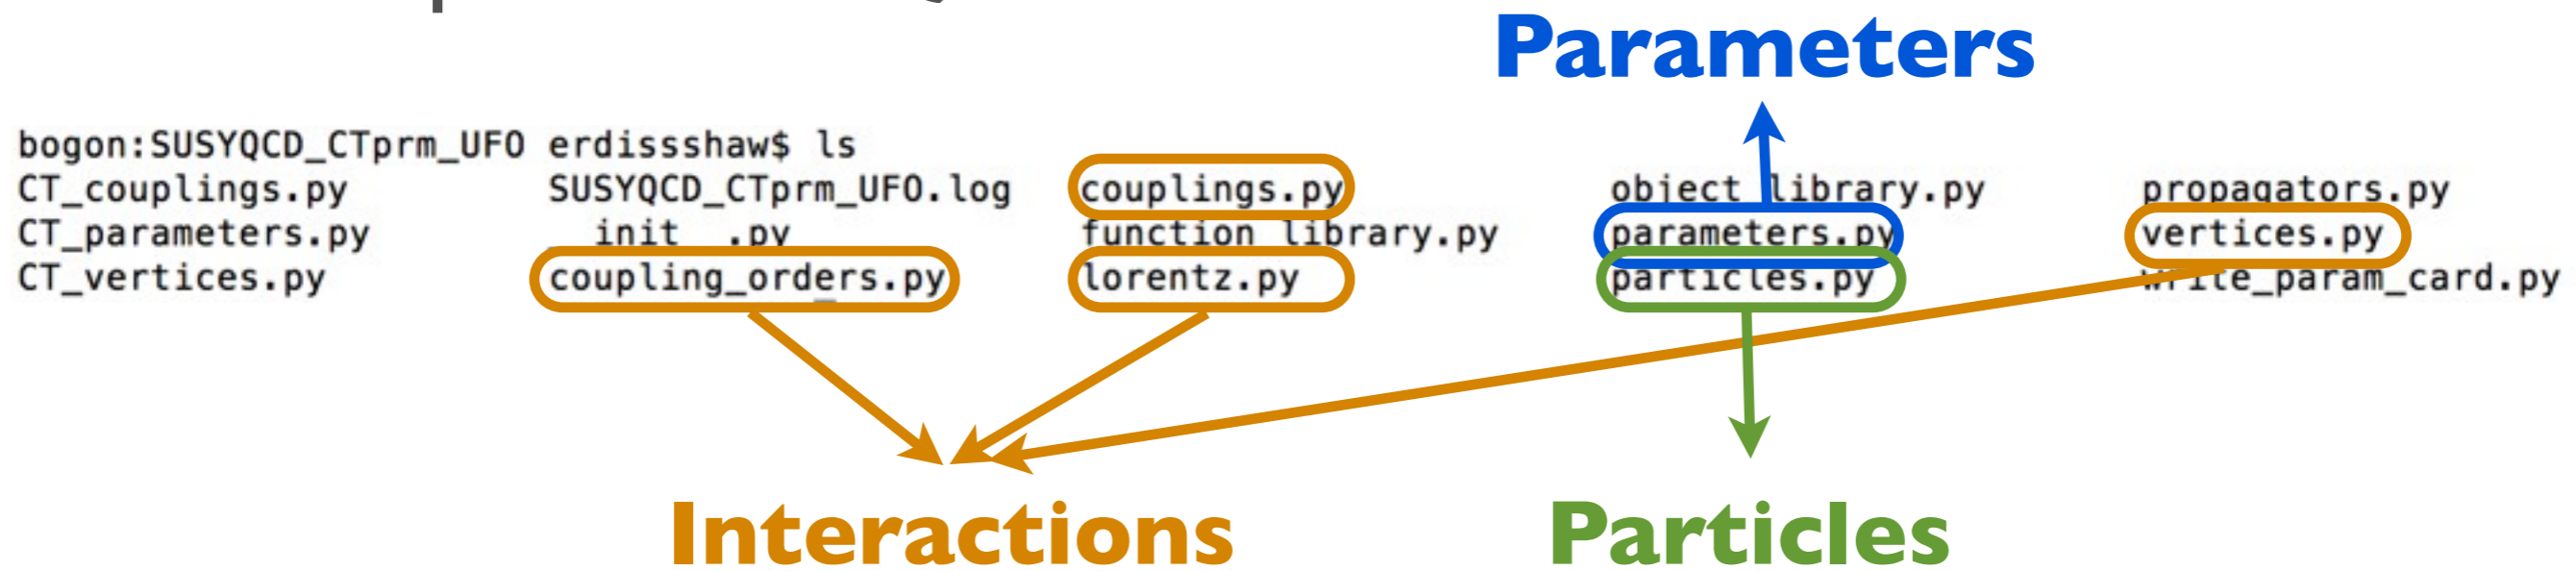 Parameters
bogon:SUSYQCD_CTprm_UFO erdissshaw$ ls
CT_couplings.py SUSYQCD_CTprm_UFO.log couplings.py object_library.py propagators.py
CT_parameters.py __init__.py function_library.py parameters.py vertices.py
CT_vertices.py coupling_orders.py lorentz.py particles.py write_param_card.py
Interactions Particles